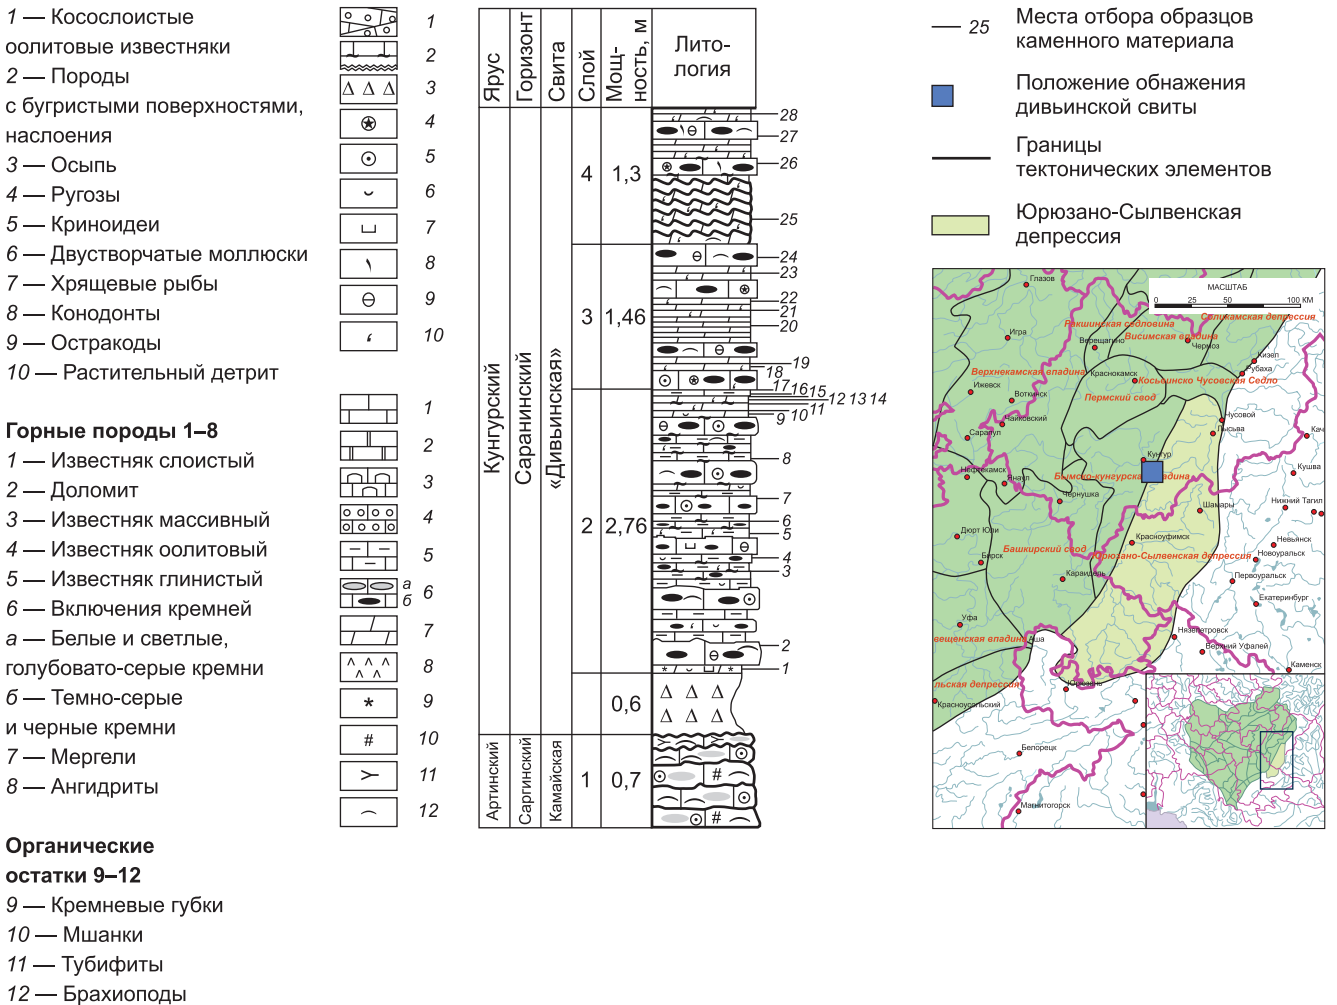 1 — Косослоистые
оолитовые известняки
2 — Породы
с бугристыми поверхностями,
наслоения
3 — Осыпь
4 — Ругозы
5 — Криноидеи
6 — Двустворчатые моллюски
7 — Хрящевые рыбы
8 — Конодонты
9 — Остракоды
10 — Растительный детрит
Горные породы 1–8
1 — Известняк слоистый
2 — Доломит
3 — Известняк массивный
4 — Известняк оолитовый
5 — Известняк глинистый
6 — Включения кремней
а — Белые и светлые,
голубовато-серые кремни
б — Темно-серые
и черные кремни
7 — Мергели
8 — Ангидриты
Органические
остатки 9–12
9 — Кремневые губки
10 — Мшанки
11 — Тубифиты
12 — Брахиоподы
1
2
3
4
5
6
7
8
9
10
1
2
3
4
5
а
б
6
7
8
9
10
11
12
Ярус
Горизонт
Свита
Слой
Мощ-
ность, м
Лито-
логия
Кунгурский
Саранинский
«Дивьинская»
4
1,3
3
1,46
2
2,76
0,6
Артинский
Саргинский
Камайская
1
0,7
28
27
26
25
24
23
22
21
20
19
18
17 16 15
12 13 14
9 10 11
8
7
6
5
4
3
2
1
25
Места отбора образцов
каменного материала
Положение обнажения
дивьинской свиты
Границы
тектонических элементов
Юрюзано-Сылвенская
депрессия
МАСШТАБ
0 25 50 100 КМ
Глазов
Соликамская депрессия
Ракшинская седловина
Игра
Верещагино
Висимская впадина
Чермоз
Кизел
Рубаха
Верхнекамская впадина
Краснокамск
Косьвинско Чусовская Седло
Ижевск
Воткинск
Пермский свод
Чайковский
Чусовой
Лысьва
Сарапул
Кач
Кунгур
Нефтекамск
Янаул
Бымско-кунгурская впадина
Кушва
Чернушка
Шамары
Нижний Тагил
Дюрт Юли
Красноуфимск
Невьянск
Башкирский свод
Юрюзано-Сылвенская депрессия
Новоуральск
Бирск
Караидель
Первоуральск
Екатеринбург
Уфа
Нязепетровск
вещенская впадина
Аша
Верхний Уфалей
Каменск
льская депрессия
Юрюзань
Красноусольский
Белорецк
Магнитогорск